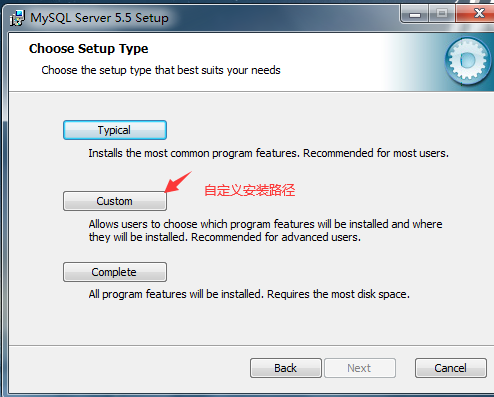 MySQL Server 5.5 Setup
Choose Setup Type
Choose the setup type that best suits your needs
Typical
Installs the most common program features. Recommended for most users.
自定义安装路径
Custom
Allows users to choose which program features will be installed and where
they will be installed. Recommended for advanced users.
Complete
All program features will be installed. Requires the most disk space.
Back Next Cancel